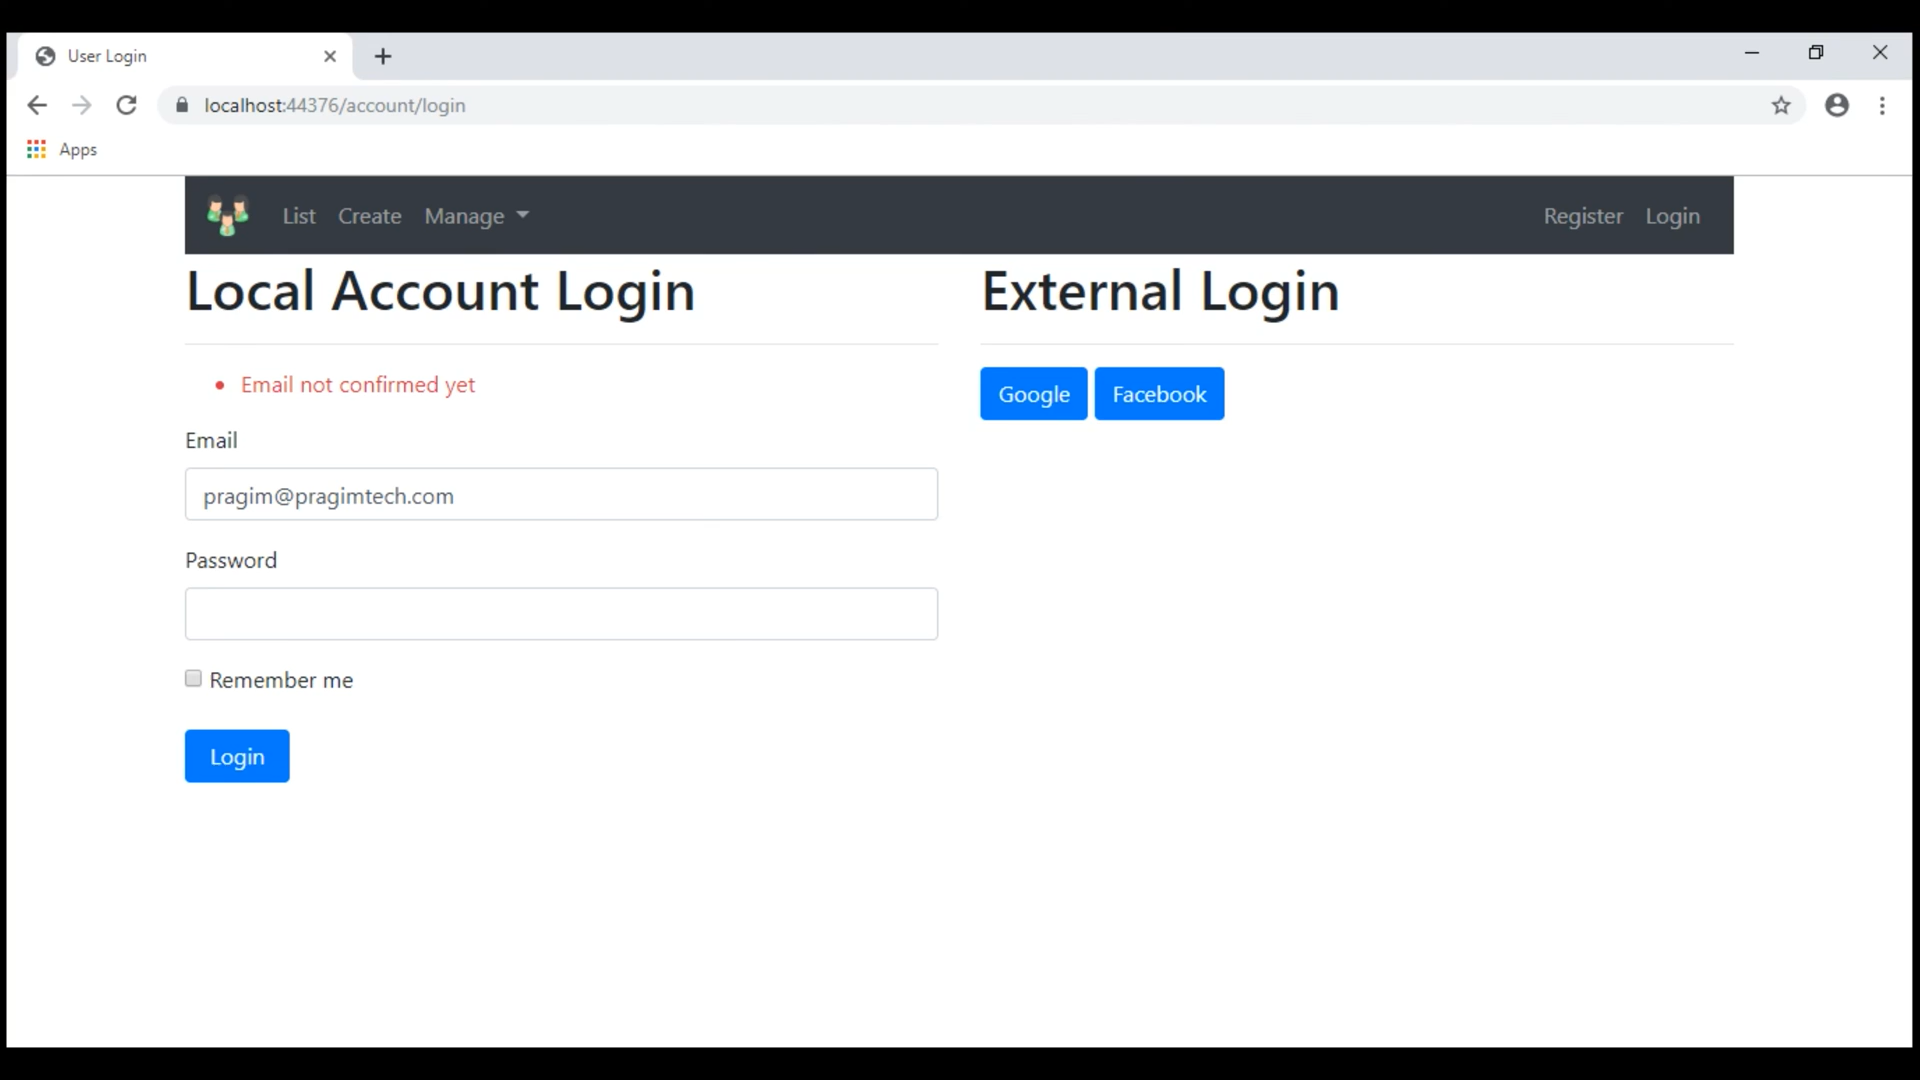 User Login
localhost:44376/account/login
Apps
List Create Manage Register Login
Local Account Login
External Login
Email not confirmed yet
Google Facebook
Email
pragim@pragimtech.com
Password
Remember me
Login